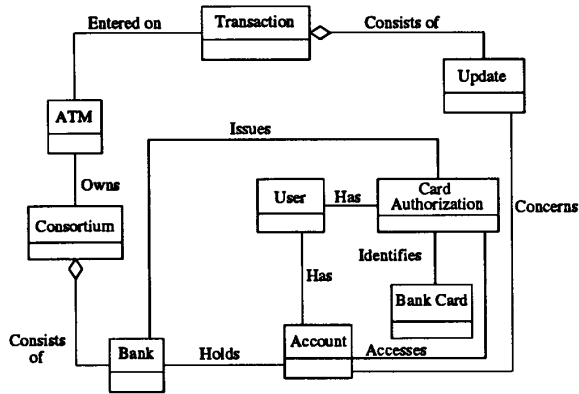 Entered on
Transaction
Consists of
Update
ATM
Issues
Owns
User
Has
Card
Authorization
Concerns
Consortium
Identifies
Has
Bank Card
Consists
of
Bank
Holds
Account
Accesses